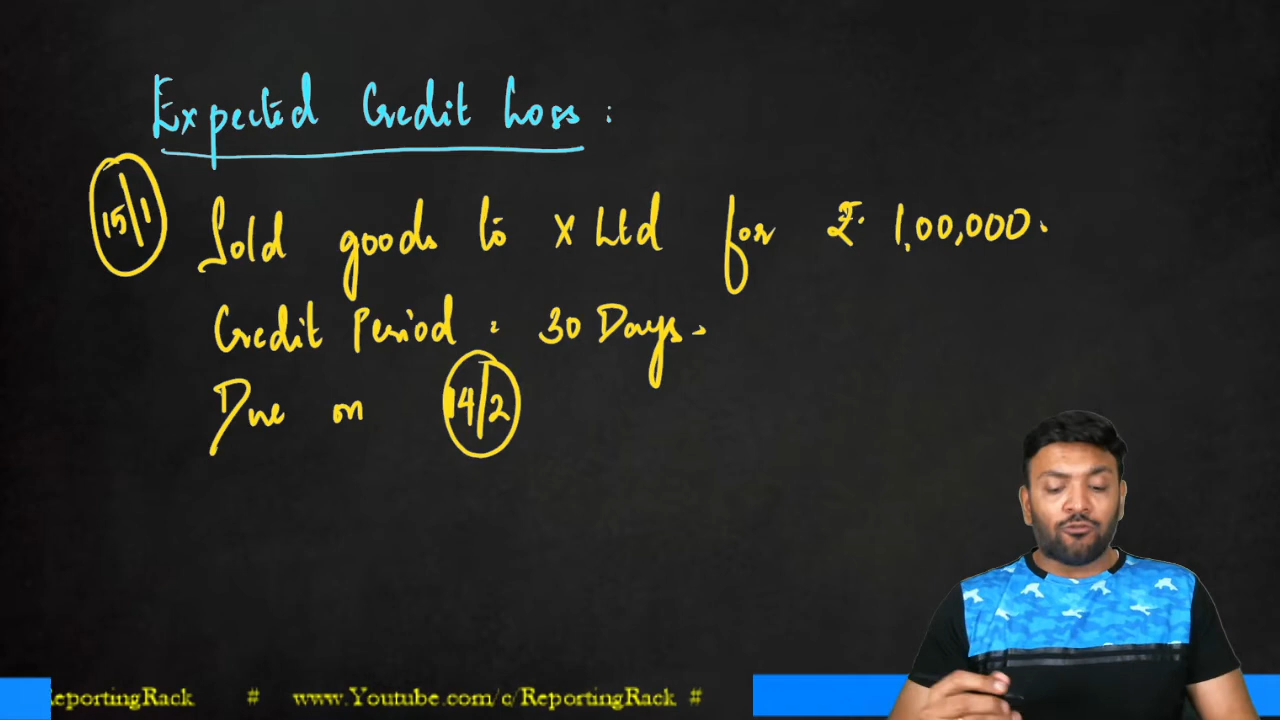 Expected Credit Loss :
15/1 Sold goods to X Ltd for ₹. 1,00,000.
Credit Period : 30 Days.
Due on 14/2
eportingRack # www.Youtube.com/c/ReportingRack #